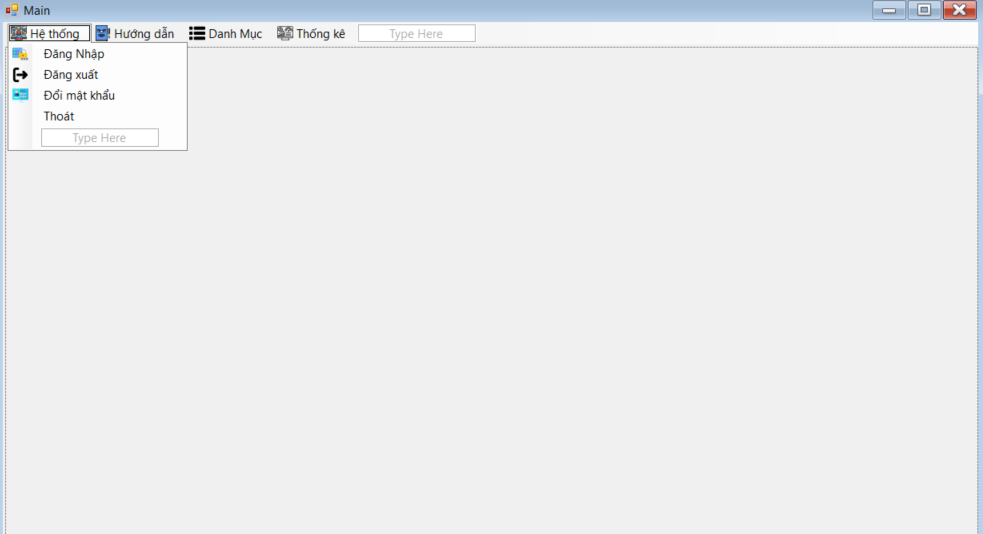 Main
Hệ thống Hướng dẫn Danh Mục Thống kê Type Here
Đăng Nhập
Đăng xuất
Đổi mật khẩu
Thoát
Type Here